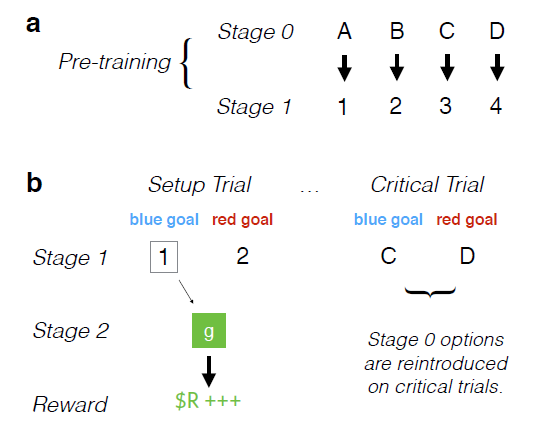 a
Stage 0 A B C D
Pre-training
Stage 1 1 2 3 4
b
Setup Trial ... Critical Trial
blue goal red goal blue goal red goal
Stage 1 1 2 C D
Stage 2 g
Stage 0 options
are reintroduced
on critical trials.
Reward $R +++